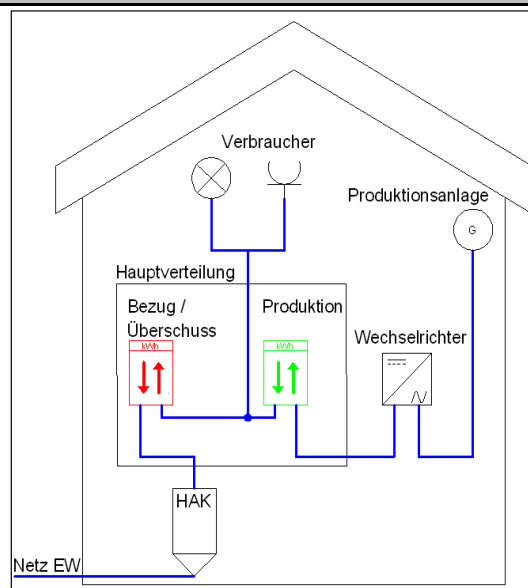 Verbraucher
Produktionsanlage
G
Hauptverteilung
Bezug /
Überschuss
Produktion
kWh
kWh
Wechselrichter
HAK
Netz EW